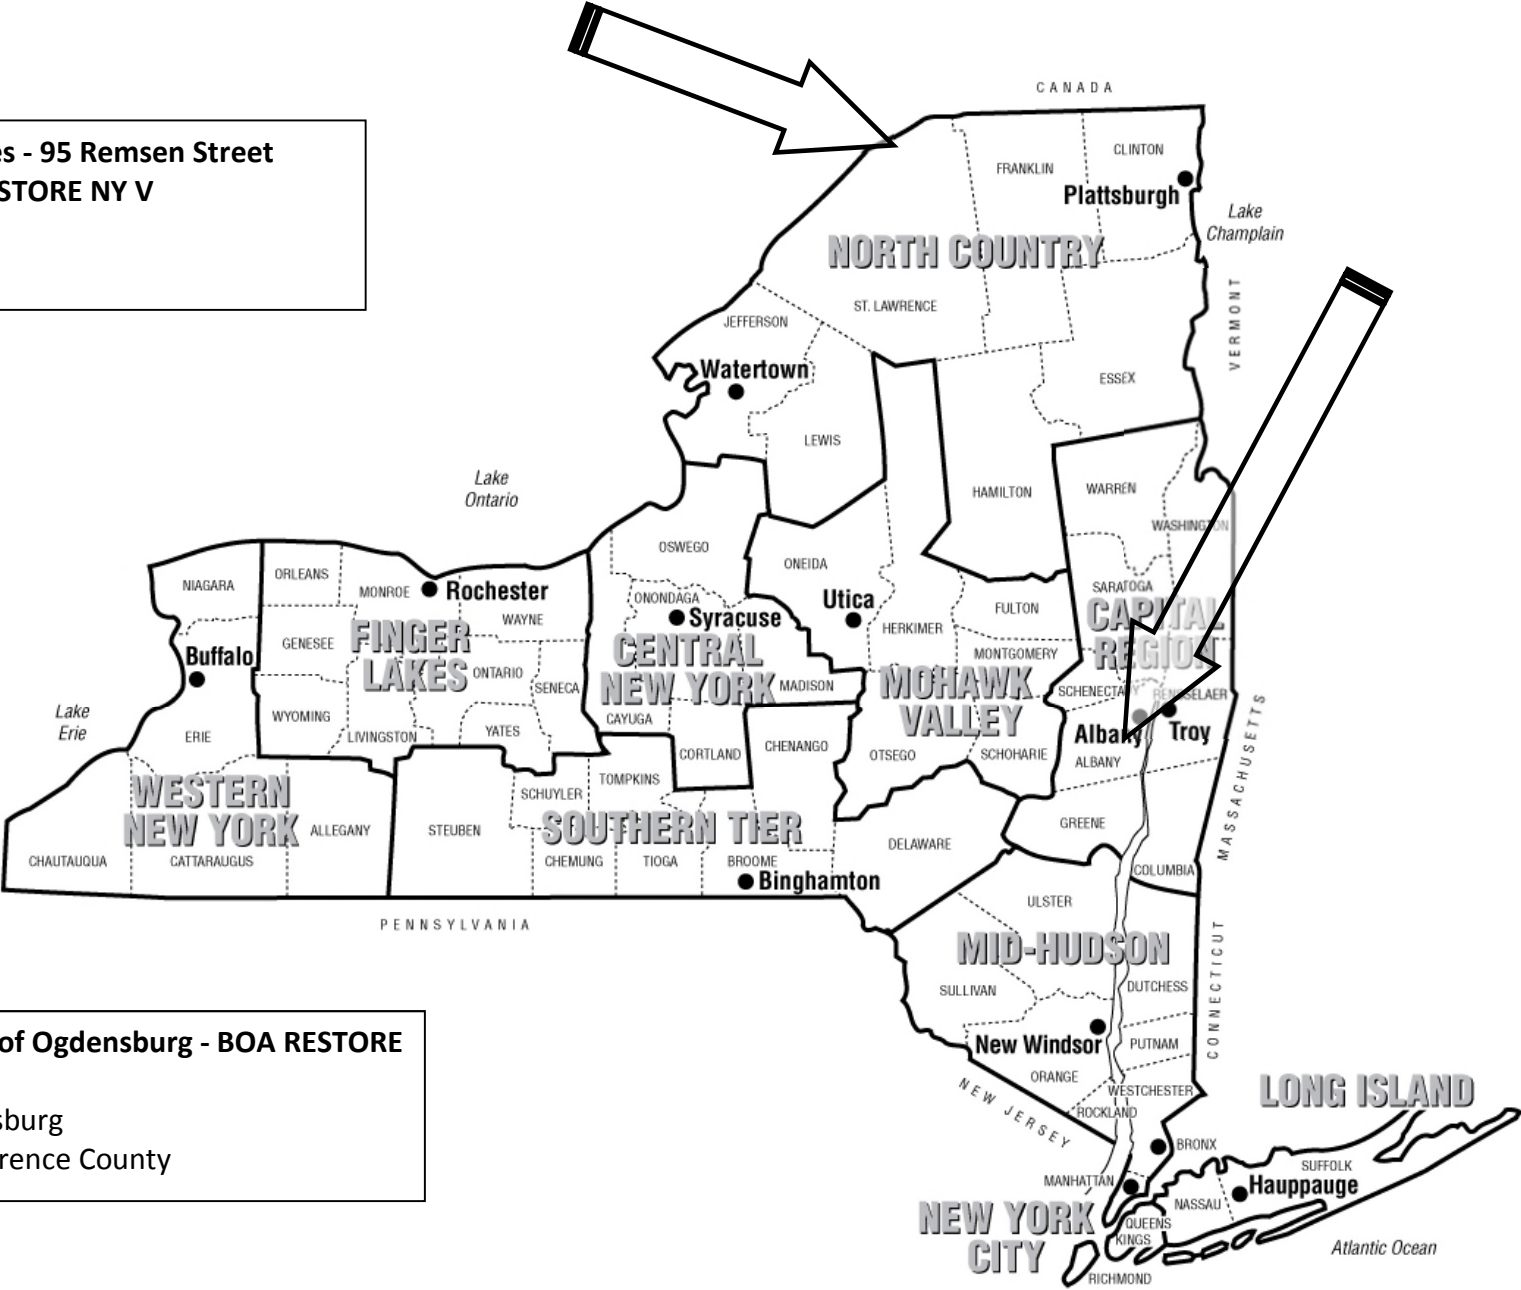 CANADA
es - 95 Remsen Street
STORE NY V
CLINTON
FRANKLIN
Plattsburgh
Lake
Champlain
NORTH COUNTRY
VERMONT
ST. LAWRENCE
JEFFERSON
Watertown
ESSEX
LEWIS
Lake
Ontario
HAMILTON
WARREN
WASHINGTON
OSWEGO
ONEIDA
NIAGARA
ORLEANS
MONROE
Rochester
WAYNE
ONONDAGA
Syracuse
Utica
HERKIMER
FULTON
SARATOGA
CAPITAL
REGION
GENESEE
FINGER
LAKES
ONTARIO
SENECA
CENTRAL
NEW YORK
MADISON
MONTGOMERY
MOHAWK
VALLEY
SCHENECTADY
RENSSELAER
Buffalo
Lake
Erie
ERIE
WYOMING
LIVINGSTON
YATES
CAYUGA
CORTLAND
CHENANGO
OTSEGO
SCHOHARIE
Albany
Troy
ALBANY
MASSACHUSETTS
WESTERN
NEW YORK
ALLEGANY
STEUBEN
SCHUYLER
TOMPKINS
SOUTHERN TIER
CHAUTAUQUA
CATTARAUGUS
CHEMUNG
TIOGA
BROOME
Binghamton
DELAWARE
GREENE
COLUMBIA
PENNSYLVANIA
ULSTER
MID-HUDSON
SULLIVAN
DUTCHESS
CONNECTICUT
New Windsor
PUTNAM
ORANGE
WESTCHESTER
ROCKLAND
NEW JERSEY
of Ogdensburg - BOA RESTORE
sburg
rence County
LONG ISLAND
BRONX
SUFFOLK
MANHATTAN
Hauppauge
NASSAU
NEW YORK
CITY
QUEENS
KINGS
RICHMOND
Atlantic Ocean